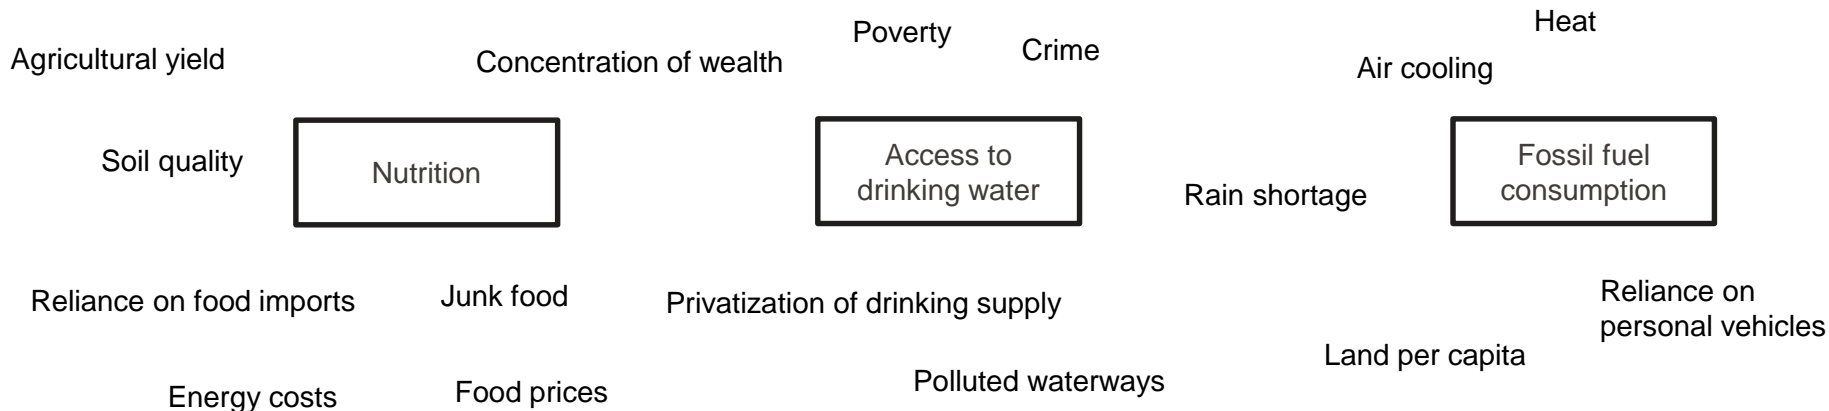 Heat
Poverty
Crime
Agricultural yield
Concentration of wealth
Air cooling
Soil quality
Nutrition
Access to
drinking water
Rain shortage
Fossil fuel
consumption
Reliance on food imports
Junk food
Privatization of drinking supply
Reliance on
personal vehicles
Land per capita
Energy costs
Food prices
Polluted waterways